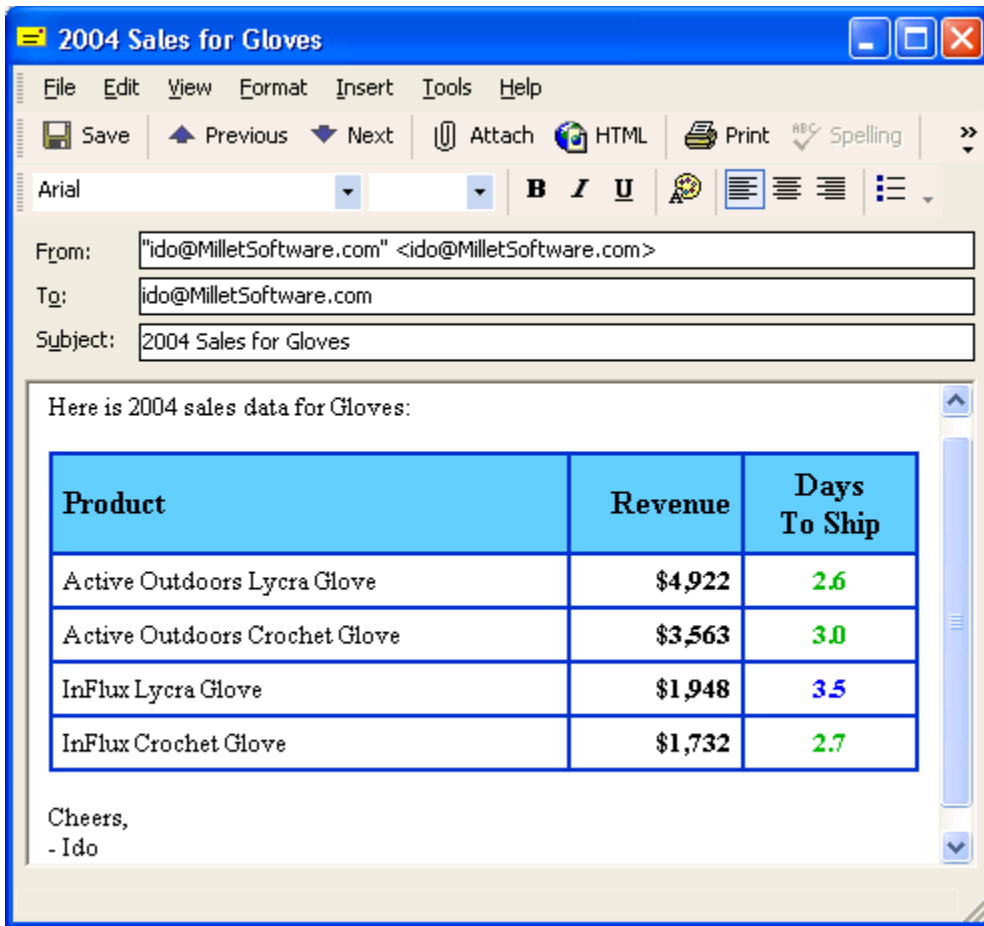 2004 Sales for Gloves
File Edit View Format Insert Tools Help
Save Previous Next Attach HTML Print ABC Spelling »
Arial B I U A
From: "ido@MilletSoftware.com" <ido@MilletSoftware.com>
To: ido@MilletSoftware.com
Subject: 2004 Sales for Gloves
Here is 2004 sales data for Gloves:
Product Revenue Days
To Ship
Active Outdoors Lycra Glove $4,922 2.6
Active Outdoors Crochet Glove $3,563 3.0
InFlux Lycra Glove $1,948 3.5
InFlux Crochet Glove $1,732 2.7
Cheers,
- Ido